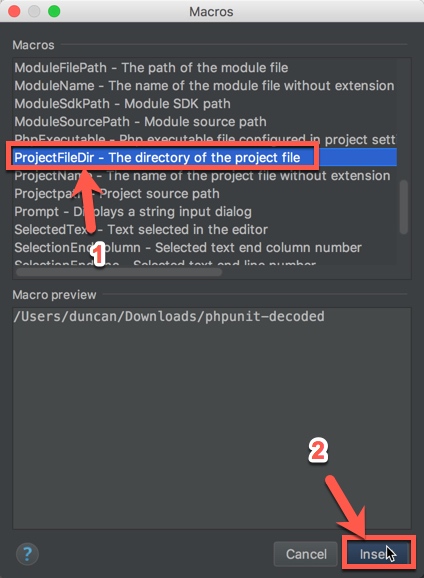 Macros
Macros
ModuleFilePath - The path of the module file
ModuleName - The name of the module file without extension
ModuleSdkPath - Module SDK path
ModuleSourcePath - Module source path
PhpExecutable - Php executable file configured in project sett
ProjectFileDir - The directory of the project file
ProjectName - The name of the project file without extension
Projectpath - Project source path
Prompt - Displays a string input dialog
SelectedText - Text selected in the editor
SelectionEndColumn - Selected text end column number
SelectionEndLine - Selected text end line number
1
Macro preview
/Users/duncan/Downloads/phpunit-decoded
2
?
Cancel
Insert